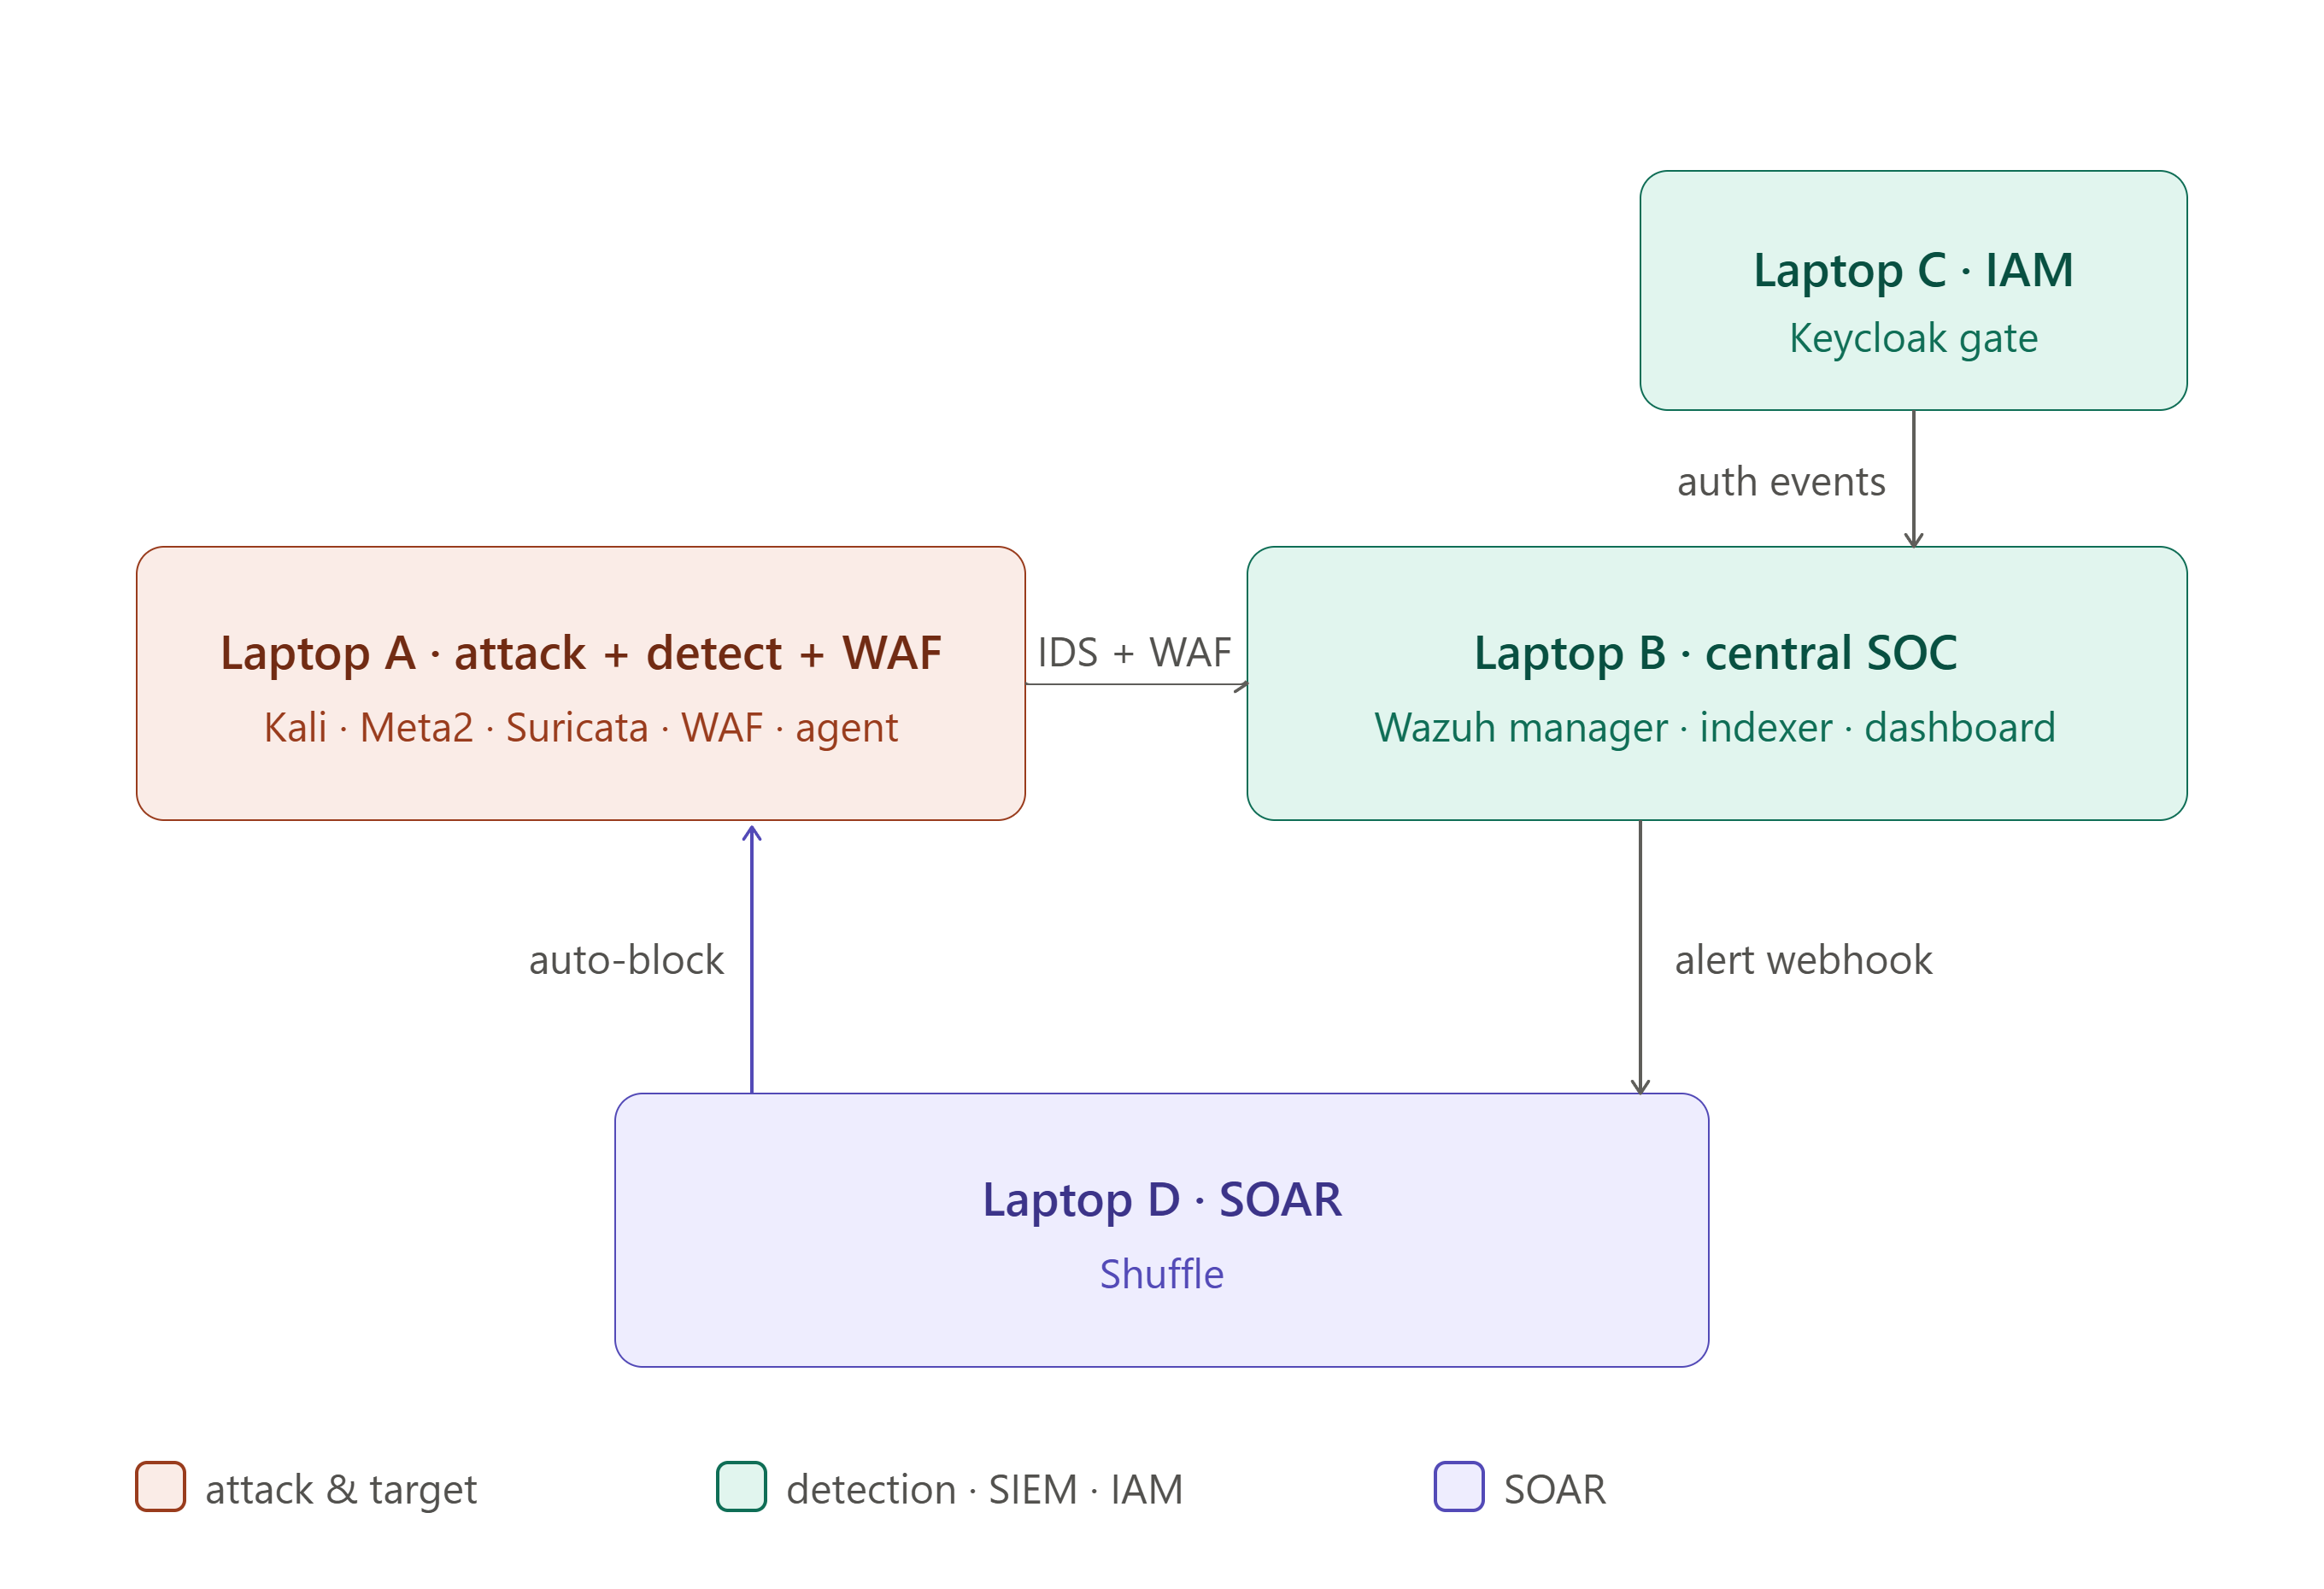 Laptop C · IAM
Keycloak gate
auth events
Laptop A · attack + detect + WAF
Kali · Meta2 · Suricata · WAF · agent
IDS + WAF
Laptop B · central SOC
Wazuh manager · indexer · dashboard
auto-block
alert webhook
Laptop D · SOAR
Shuffle
attack & target
detection · SIEM · IAM
SOAR